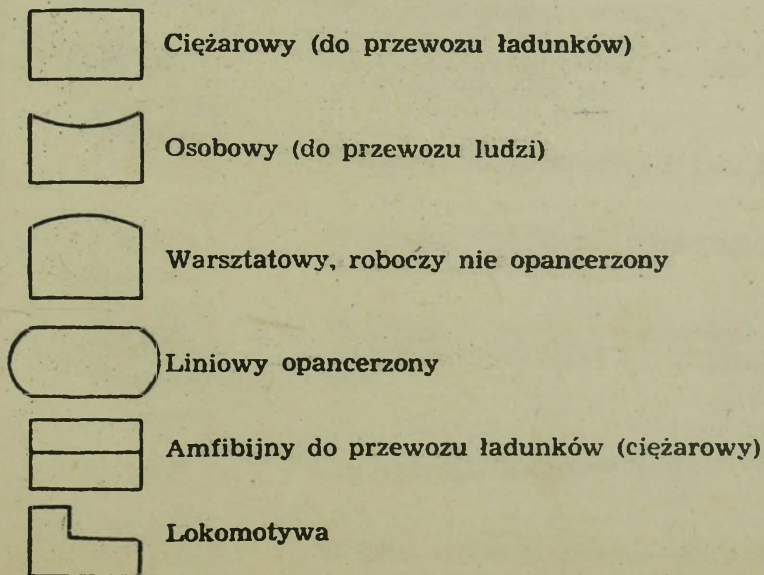 Ciężarowy (do przewozu ładunków)
Osobowy (do przewozu ludzi)
Warsztatowy, roboczy nie opancerzony
Liniowy opancerzony
Amfibijny do przewozu ładunków (ciężarowy)
Lokomotywa